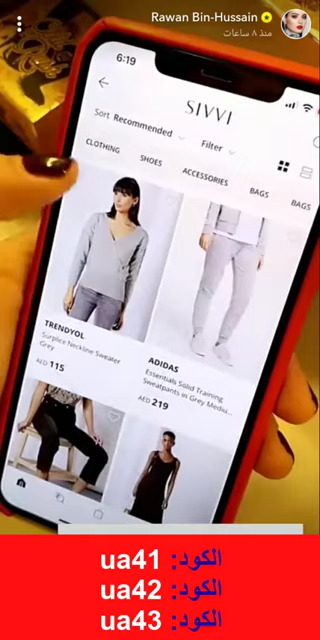 Rawan Bin-Hussain
منذ ٨ ساعات
6:19
SIVVI
Sort Recommended
Filter
CLOTHING SHOES ACCESSORIES BAGS BAGS
TRENDYOL
Surplice Neckline Sweater
Grey
AED 115
ADIDAS
Essentials Solid Training
Sweatpants in Grey Mediu...
AED 219
الكود: ua41
الكود: ua42
الكود: ua43